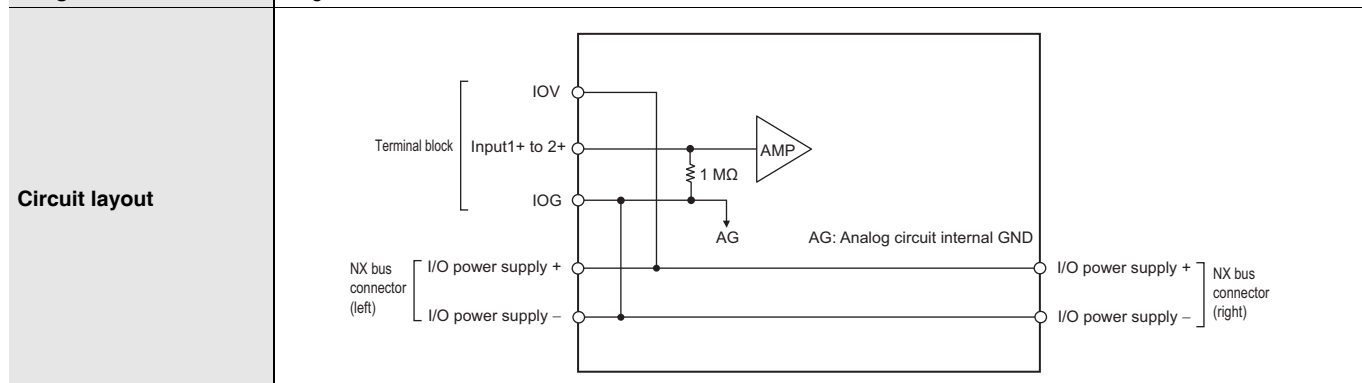 Circuit layout
IOV
Terminal block
Input1+ to 2+
AMP
1 MΩ
IOG
AG
AG: Analog circuit internal GND
NX bus
connector
(left)
I/O power supply +
I/O power supply –
I/O power supply +
I/O power supply –
NX bus
connector
(right)